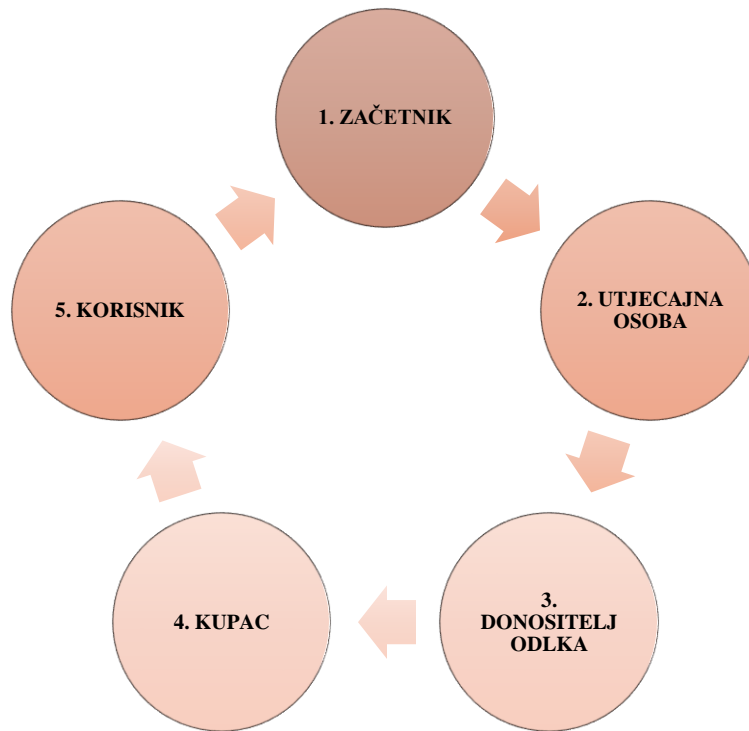 1. ZAČETNIK
2. UTJECAJNA
OSOBA
3.
DONOSITELJ
ODLKA
4. KUPAC
5. KORISNIK